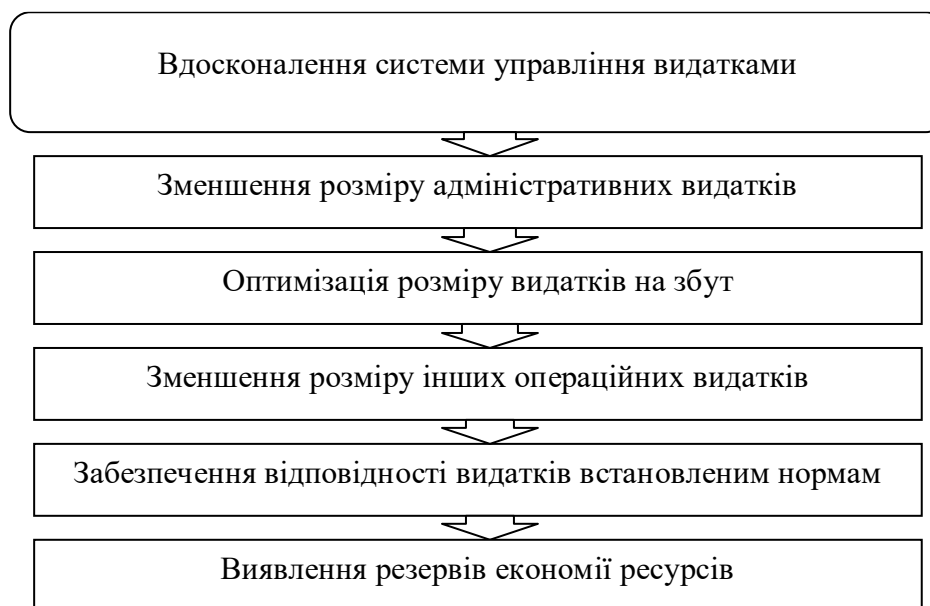 Вдосконалення системи управління видатками
Зменшення розміру адміністративних видатків
Оптимізація розміру видатків на збут
Зменшення розміру інших операційних видатків
Забезпечення відповідності видатків встановленим нормам
Виявлення резервів економії ресурсів